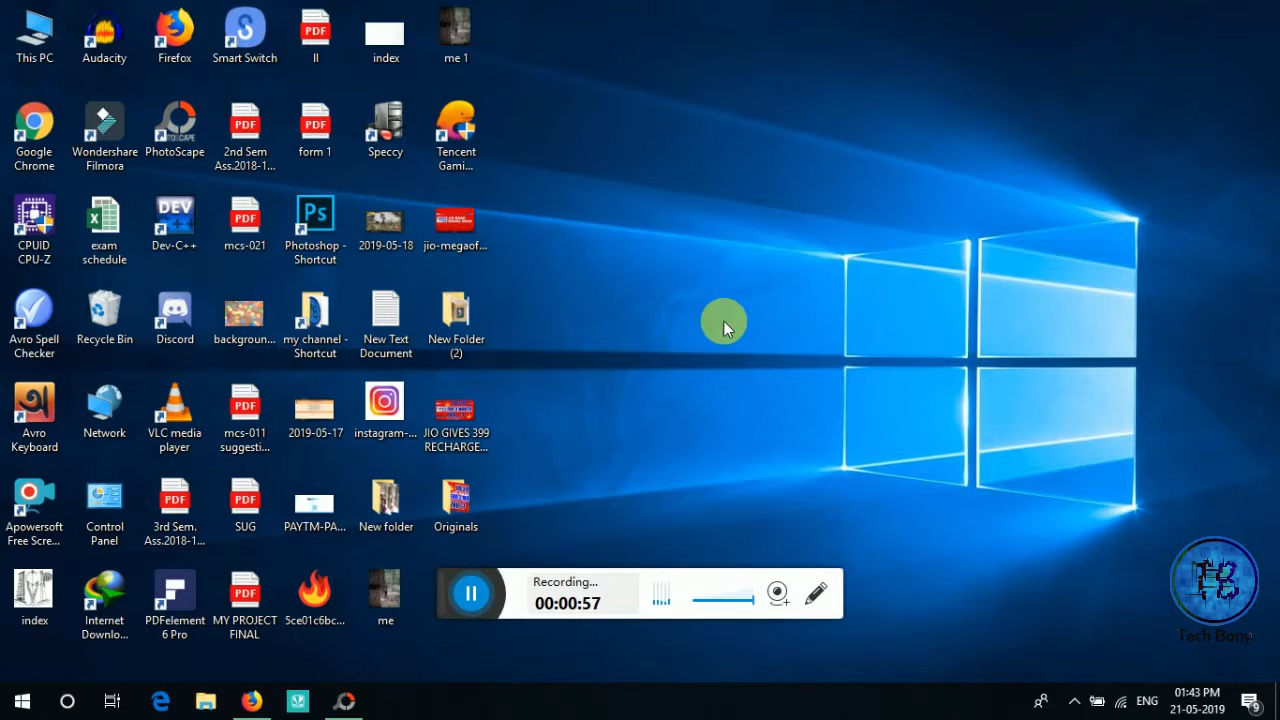 This PC
Audacity
Firefox
Smart Switch
PDF
II
index
me 1
Google
Chrome
Wondershare
Filmora
PhotoScape
PDF
2nd Sem
Ass.2018-1...
PDF
form 1
Speccy
Tencent
Gami...
CPUID
CPU-Z
exam
schedule
DEV
Dev-C++
PDF
mcs-021
Ps
Photoshop -
Shortcut
2019-05-18
jio-megaof...
Avro Spell
Checker
Recycle Bin
Discord
backgroun...
my channel -
Shortcut
New Text
Document
New Folder
(2)
Avro
Keyboard
Network
VLC media
player
PDF
mcs-011
suggesti...
2019-05-17
instagram-...
JIO GIVES 399
RECHARGE...
Apowersoft
Free Scre...
Control
Panel
PDF
3rd Sem.
Ass.2018-1...
PDF
SUG
PAYTM-PA...
New folder
Originals
index
Internet
Downlo...
PDFelement
6 Pro
PDF
MY PROJECT
FINAL
5ce01c6bc...
me
Recording...
00:00:57
Tech Bong
ENG
01:43 PM
21-05-2019
9